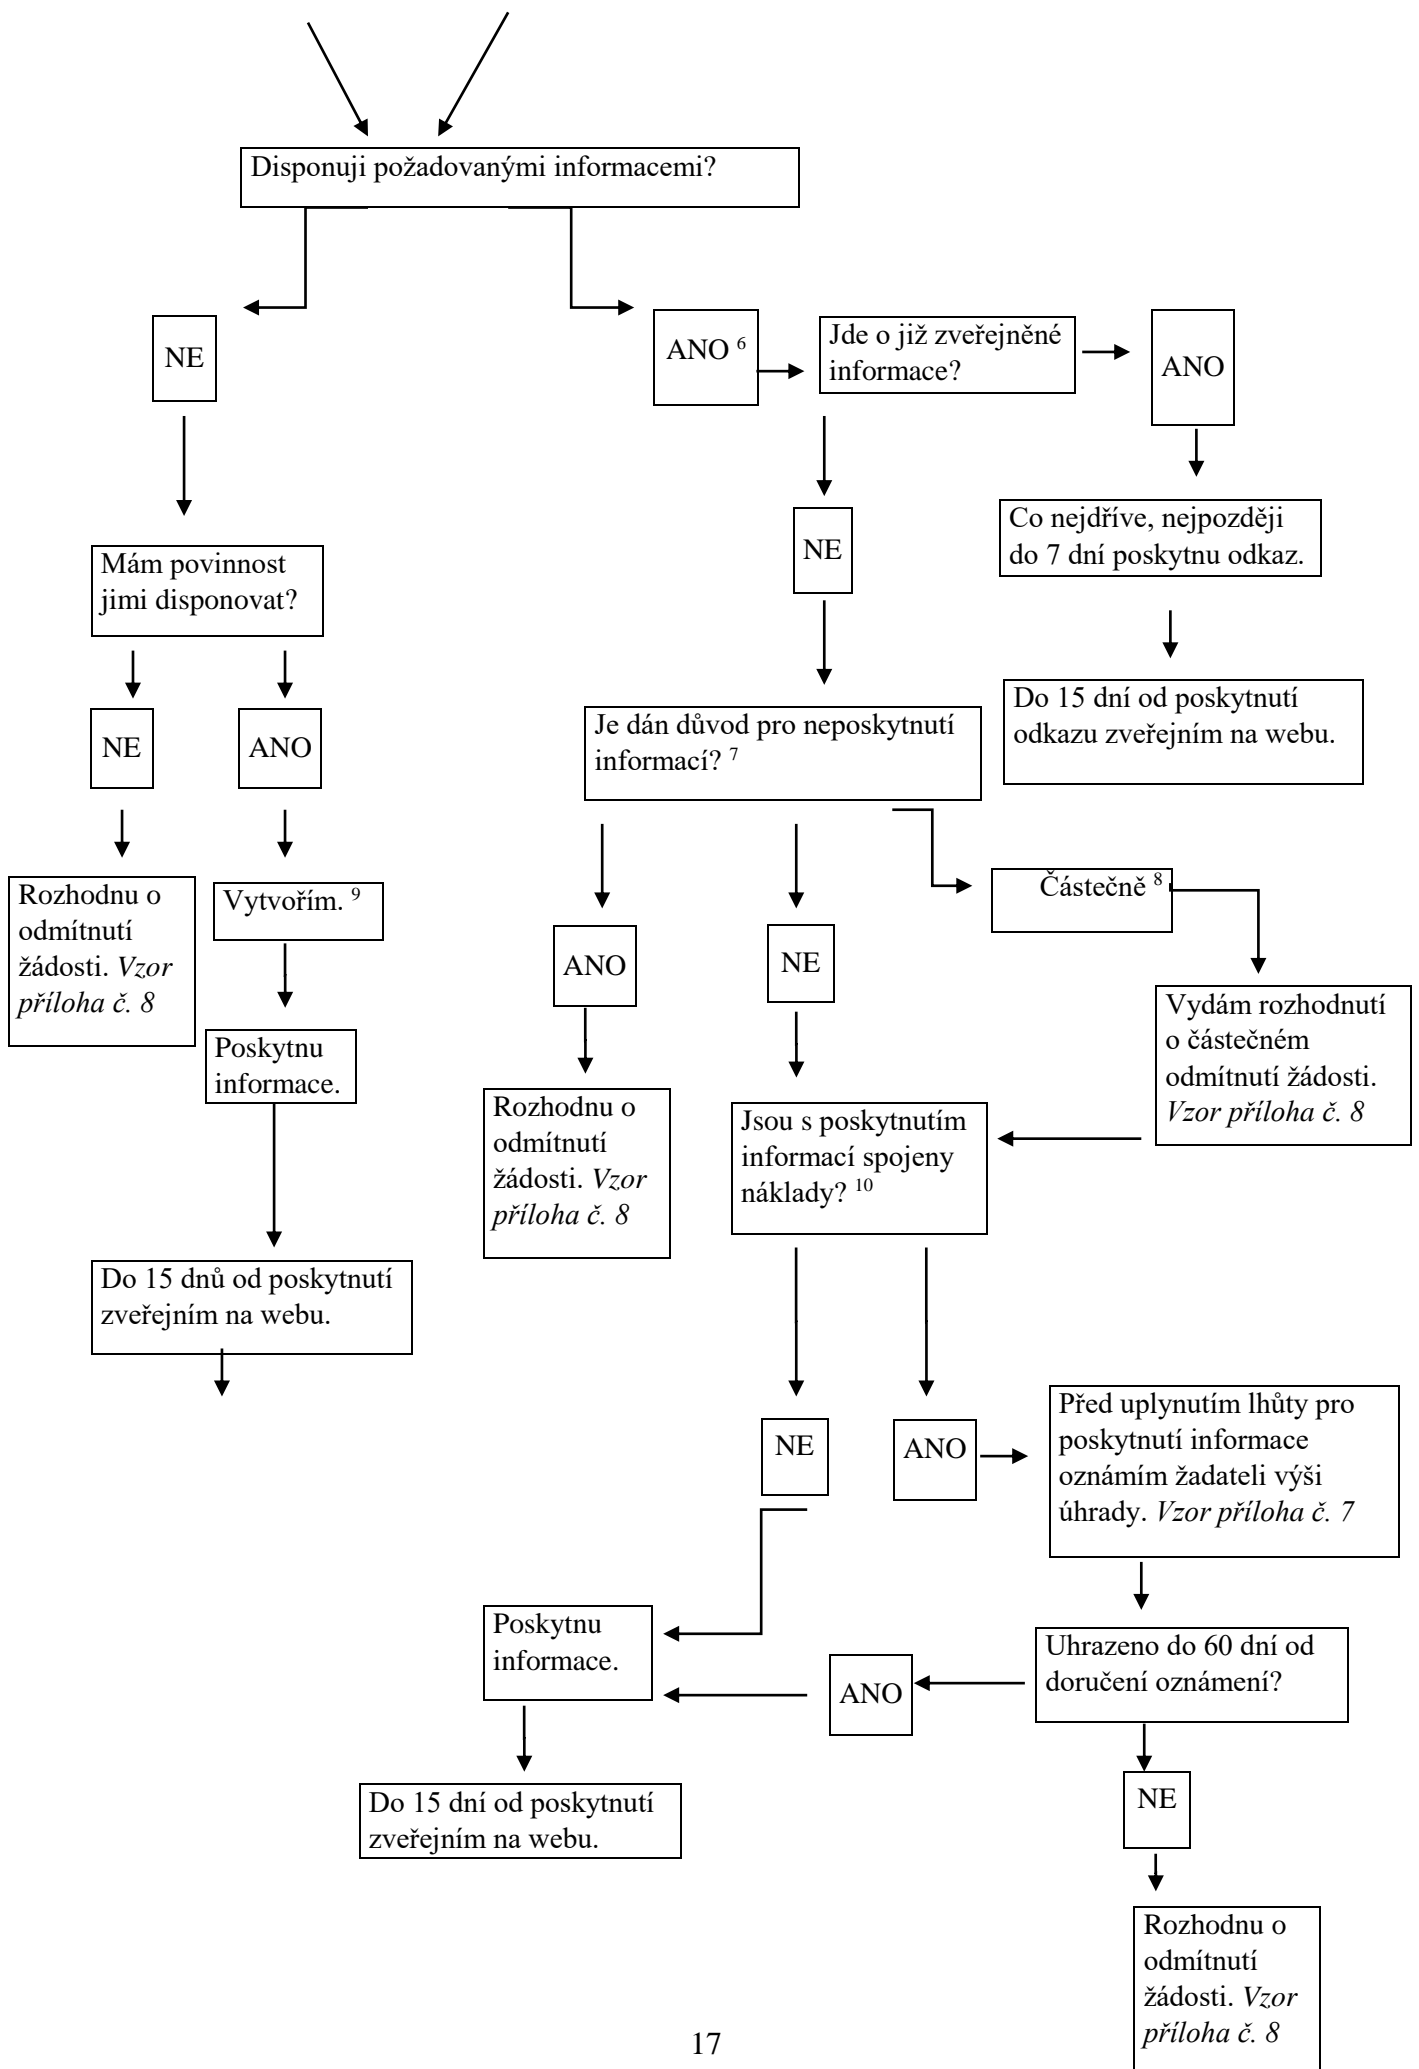 Disponuji požadovanými informacemi?
NE
ANO 6
Jde o již zveřejněné
informace?
ANO
NE
Co nejdříve, nejpozději
do 7 dní poskytnu odkaz.
Mám povinnost
jimi disponovat?
Do 15 dní od poskytnutí
odkazu zveřejním na webu.
NE
ANO
Je dán důvod pro neposkytnutí
informací? 7
Rozhodnu o
odmítnutí
žádosti. Vzor
příloha č. 8
Vytvořím. 9
Částečně 8
ANO
NE
Vydám rozhodnutí
o částečném
odmítnutí žádosti.
Vzor příloha č. 8
Poskytnu
informace.
Rozhodnu o
odmítnutí
žádosti. Vzor
příloha č. 8
Jsou s poskytnutím
informací spojeny
náklady? 10
Do 15 dnů od poskytnutí
zveřejním na webu.
NE
ANO
Před uplynutím lhůty pro
poskytnutí informace
oznámím žadateli výši
úhrady. Vzor příloha č. 7
Poskytnu
informace.
ANO
Uhrazeno do 60 dní od
doručení oznámení?
Do 15 dní od poskytnutí
zveřejním na webu.
NE
Rozhodnu o
odmítnutí
žádosti. Vzor
příloha č. 8
17